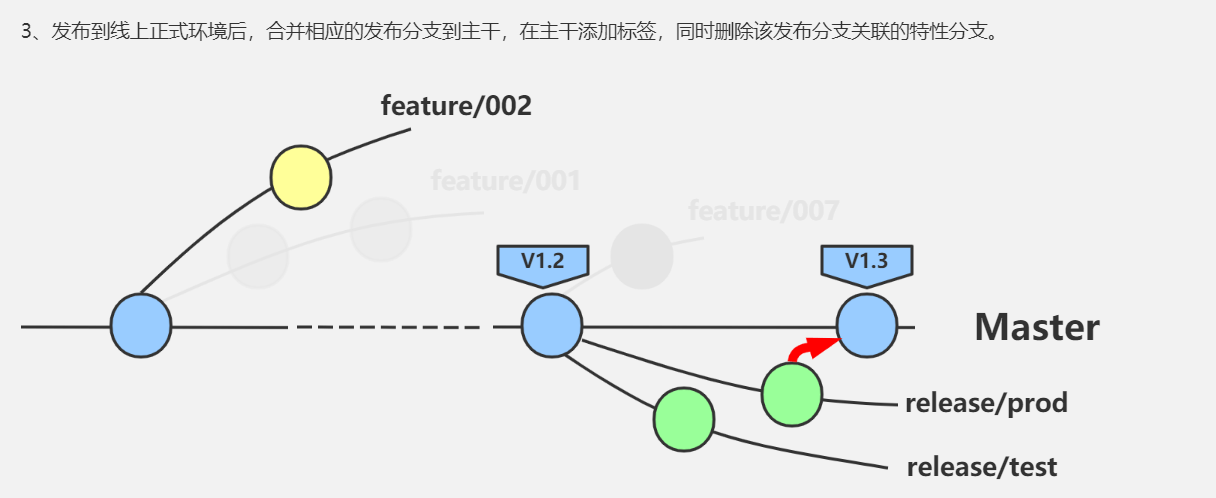 3、发布到线上正式环境后，合并相应的发布分支到主干，在主干添加标签，同时删除该发布分支关联的特性分支。
feature/002
feature/001
feature/007
V1.2
V1.3
Master
release/prod
release/test